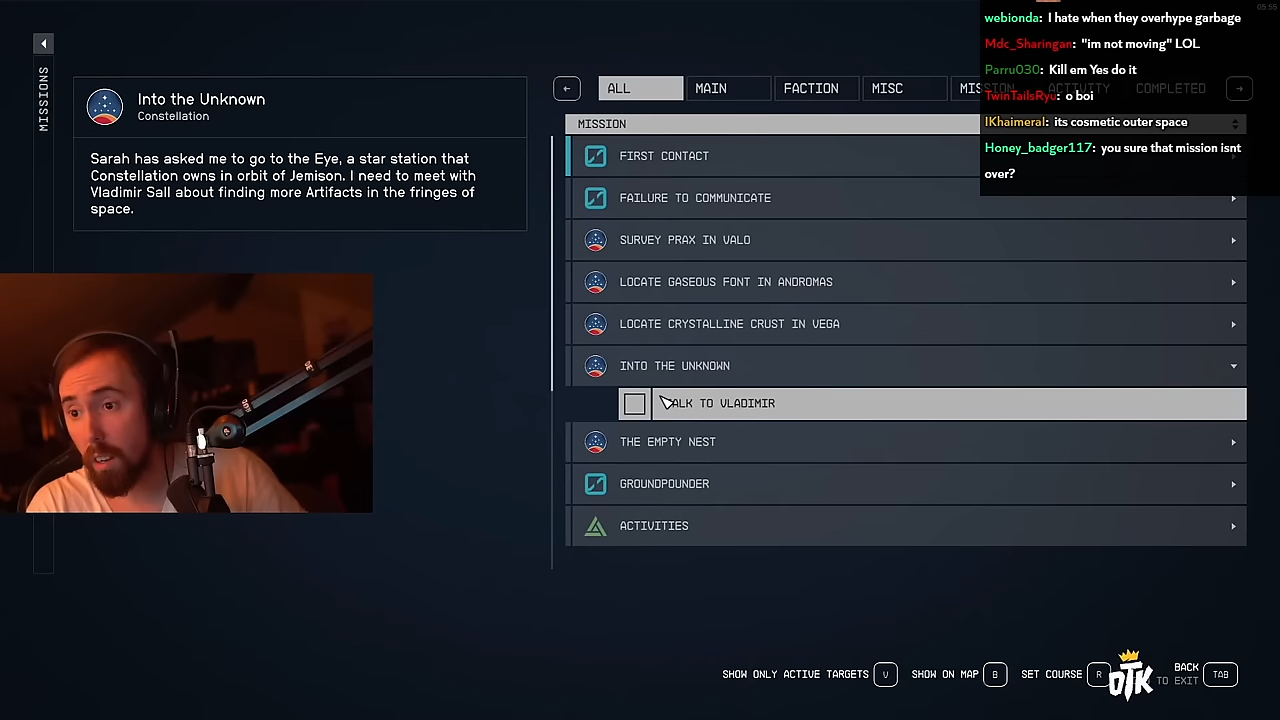 05:55
webionda: I hate when they overhype garbage
Mdc_Sharingan: "im not moving" LOL
Parru030: Kill em Yes do it
TwinTailsRyu: o boi
IKhaimeral: its cosmetic outer space
Honey_badger117: you sure that mission isnt
over?
MISSIONS
Into the Unknown
Constellation
Sarah has asked me to go to the Eye, a star station that
Constellation owns in orbit of Jemison. I need to meet with
Vladimir Sall about finding more Artifacts in the fringes of
space.
ALL MAIN FACTION MISC ACTIVITY COMPLETED
MISSION
FIRST CONTACT
FAILURE TO COMMUNICATE
SURVEY PRAX IN VALO
LOCATE GASEOUS FONT IN ANDROMAS
LOCATE CRYSTALLINE CRUST IN VEGA
INTO THE UNKNOWN
TALK TO VLADIMIR
THE EMPTY NEST
GROUNDPOUNDER
ACTIVITIES
SHOW ONLY ACTIVE TARGETS V SHOW ON MAP B SET COURSE R BACK TAB
TO EXIT
OTK